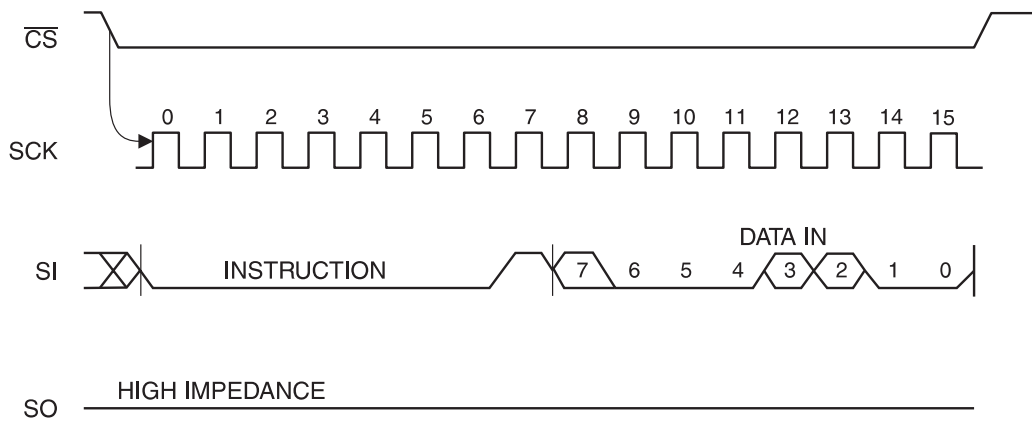 C̅S̅
0 1 2 3 4 5 6 7 8 9 10 11 12 13 14 15
SCK
DATA IN
SI INSTRUCTION 7 6 5 4 3 2 1 0
HIGH IMPEDANCE
SO